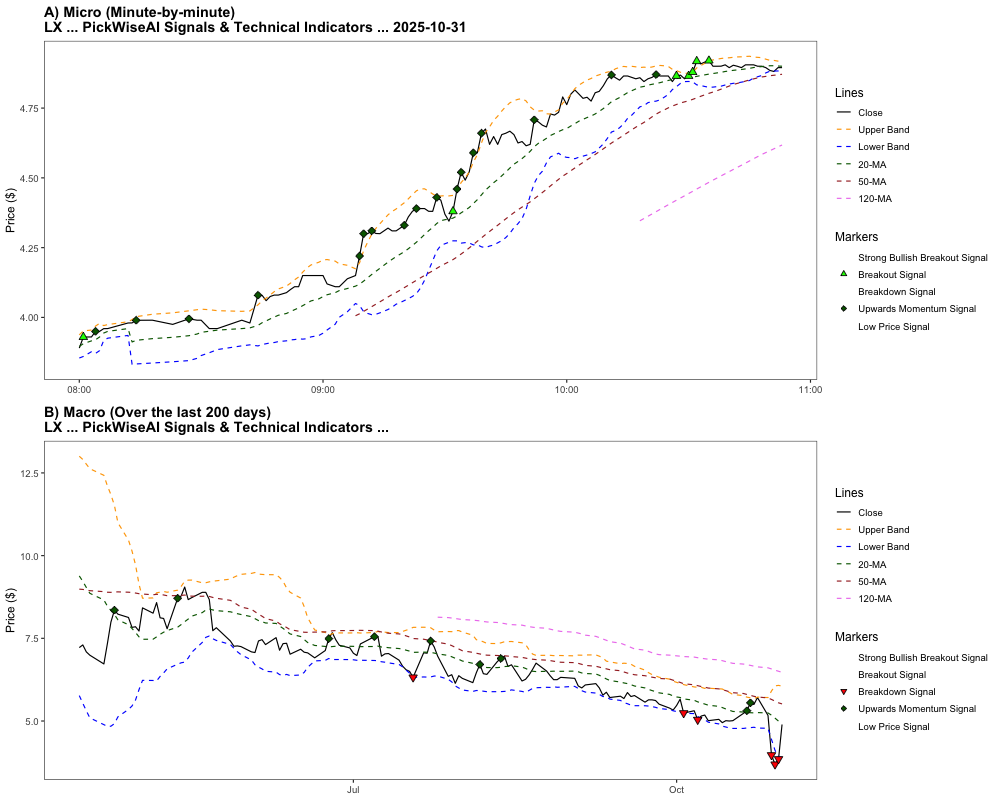 A) Micro (Minute-by-minute)
LX ... PickWiseAI Signals & Technical Indicators ... 2025-10-31
Price ($)
4.75
4.50
4.25
4.00
08:00
09:00
10:00
11:00
Lines
Close
Upper Band
Lower Band
20-MA
50-MA
120-MA
Markers
Strong Bullish Breakout Signal
Breakout Signal
Breakdown Signal
Upwards Momentum Signal
Low Price Signal
B) Macro (Over the last 200 days)
LX ... PickWiseAI Signals & Technical Indicators ...
Price ($)
12.5
10.0
7.5
5.0
Jul
Oct
Lines
Close
Upper Band
Lower Band
20-MA
50-MA
120-MA
Markers
Strong Bullish Breakout Signal
Breakout Signal
Breakdown Signal
Upwards Momentum Signal
Low Price Signal